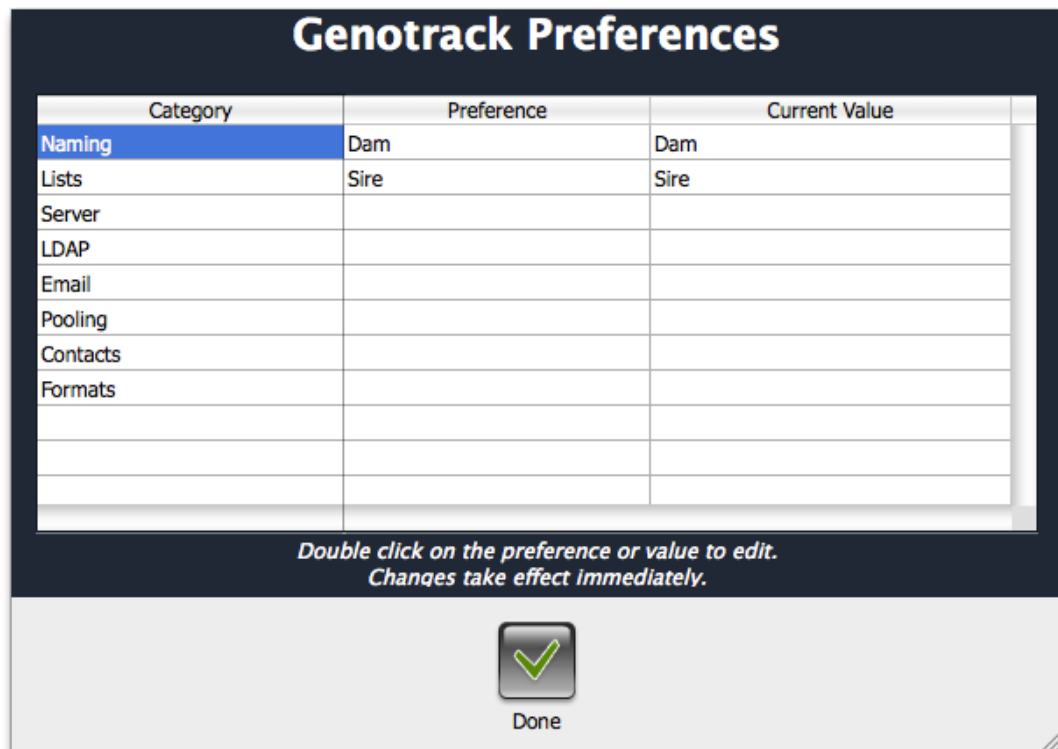 Genotrack Preferences
Category Preference Current Value
Naming Dam Dam
Lists Sire Sire
Server
LDAP
Email
Pooling
Contacts
Formats
Double click on the preference or value to edit.
Changes take effect immediately.
Done